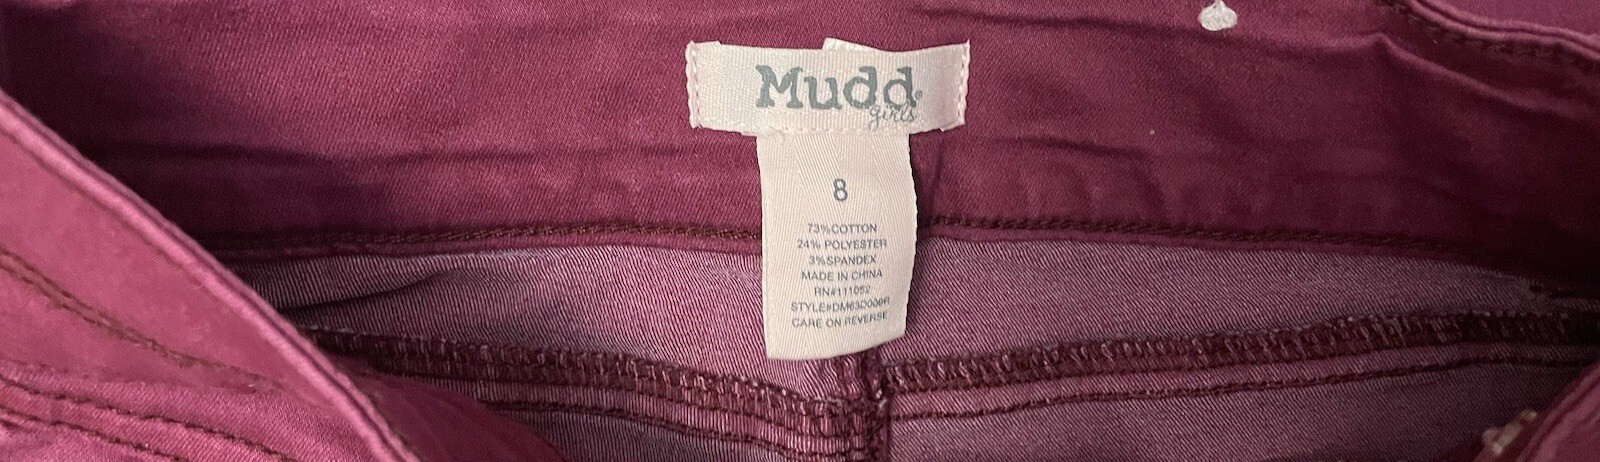 Mudd
girls
8
73%COTTON
24% POLYESTER
3%SPANDEX
MADE IN CHINA
RN#111052
CARE ON REVERSE